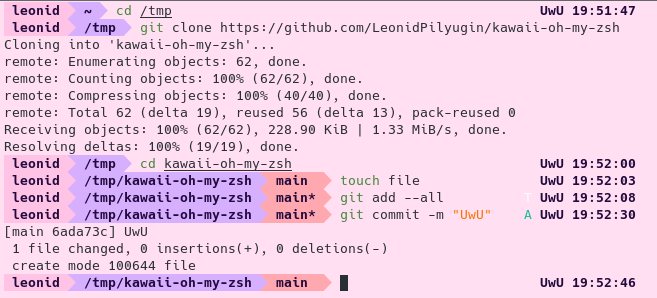 leonid ~ cd /tmp UwU 19:51:47
leonid /tmp git clone https://github.com/LeonidPilyugin/kawaii-oh-my-zsh
Cloning into 'kawaii-oh-my-zsh'...
remote: Enumerating objects: 62, done.
remote: Counting objects: 100% (62/62), done.
remote: Compressing objects: 100% (40/40), done.
remote: Total 62 (delta 19), reused 56 (delta 13), pack-reused 0
Receiving objects: 100% (62/62), 228.90 KiB | 1.33 MiB/s, done.
Resolving deltas: 100% (19/19), done.
leonid /tmp cd kawaii-oh-my-zsh UwU 19:52:00
leonid /tmp/kawaii-oh-my-zsh main touch file UwU 19:52:03
leonid /tmp/kawaii-oh-my-zsh main* git add --all T UwU 19:52:08
leonid /tmp/kawaii-oh-my-zsh main* git commit -m "UwU" A UwU 19:52:30
[main 6ada73c] UwU
1 file changed, 0 insertions(+), 0 deletions(-)
create mode 100644 file
leonid /tmp/kawaii-oh-my-zsh main UwU 19:52:46